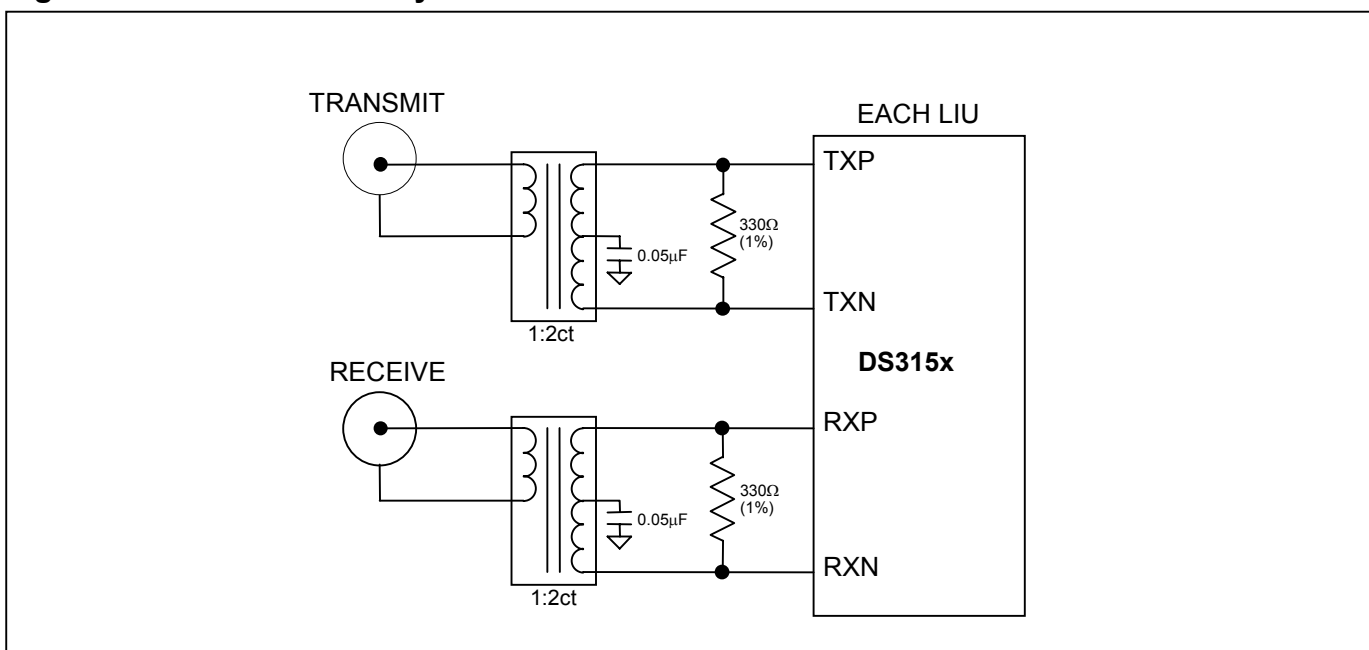 TRANSMIT
EACH LIU
TXP
330Ω
(1%)
0.05μF
TXN
1:2ct
DS315x
RECEIVE
RXP
330Ω
(1%)
0.05μF
RXN
1:2ct